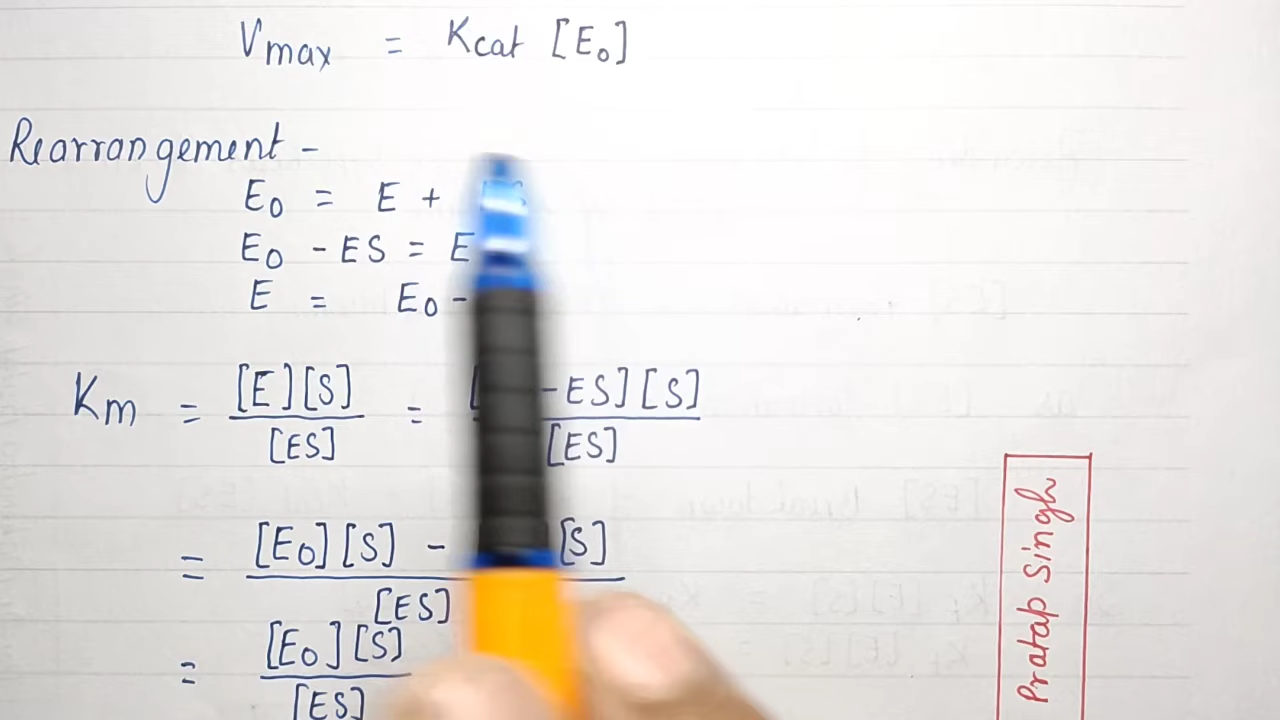 Vmax = Kcat [E₀]
Rearrangement -
E₀ = E +
E₀ - ES = E
E = E₀ -
Km = [E][S] / [ES] = [ - ES][S] / [ES]
= [E₀][S] - [S] / [ES]
= [E₀][S] / [ES]
Pratap Singh